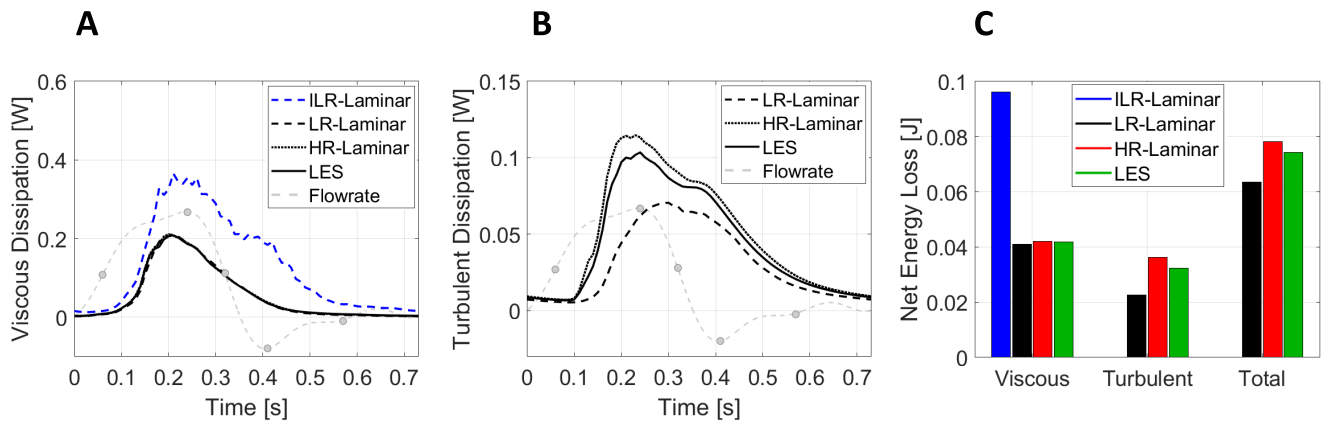 A
Viscous Dissipation [W]
0.6
0.4
0.2
0
ILR-Laminar
LR-Laminar
HR-Laminar
LES
Flowrate
0 0.1 0.2 0.3 0.4 0.5 0.6 0.7
Time [s]
B
Turbulent Dissipation [W]
0.15
0.1
0.05
0
LR-Laminar
HR-Laminar
LES
Flowrate
0 0.1 0.2 0.3 0.4 0.5 0.6 0.7
Time [s]
C
Net Energy Loss [J]
0.1
0.08
0.06
0.04
0.02
0
ILR-Laminar
LR-Laminar
HR-Laminar
LES
Viscous Turbulent Total